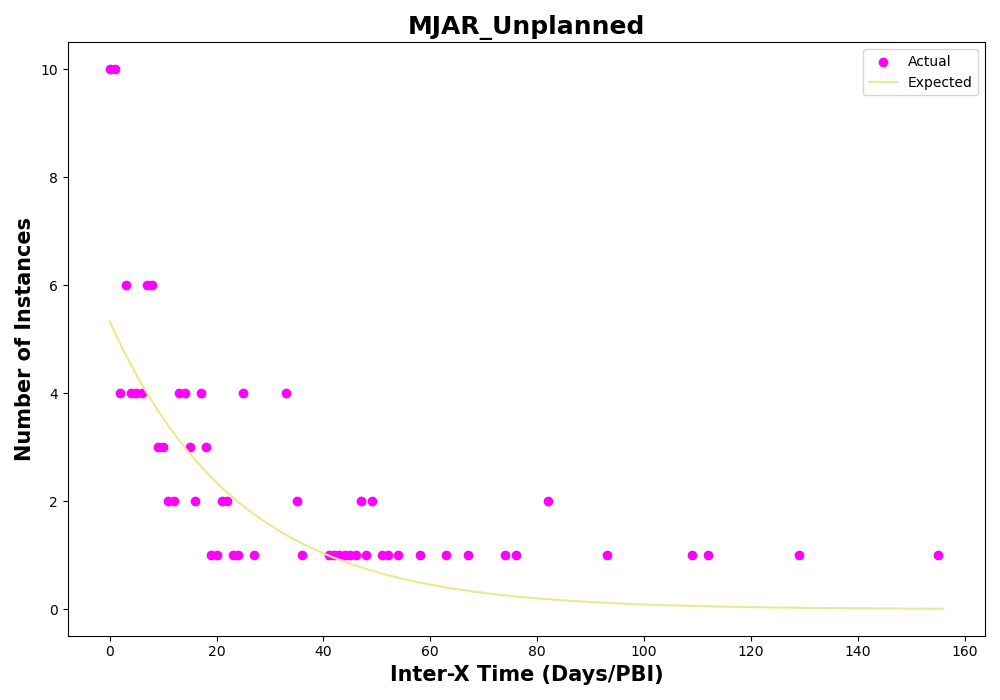 MJAR_Unplanned
Actual
Expected
Number of Instances
10
8
6
4
2
0
0 20 40 60 80 100 120 140 160
Inter-X Time (Days/PBI)